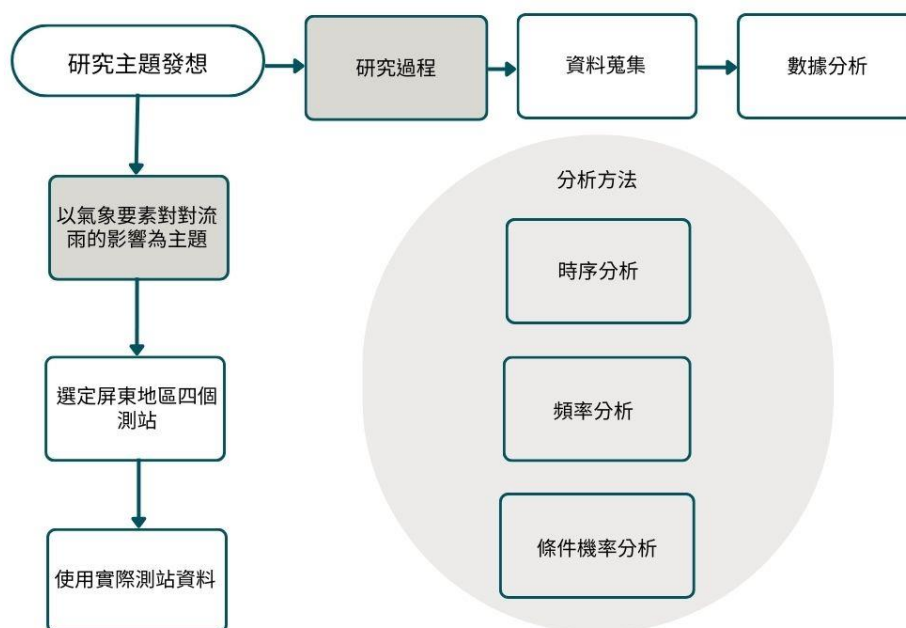 研究主題發想
研究過程
資料蒐集
數據分析
以氣象要素對對流
雨的影響為主題
選定屏東地區四個
測站
使用實際測站資料
分析方法
時序分析
頻率分析
條件機率分析